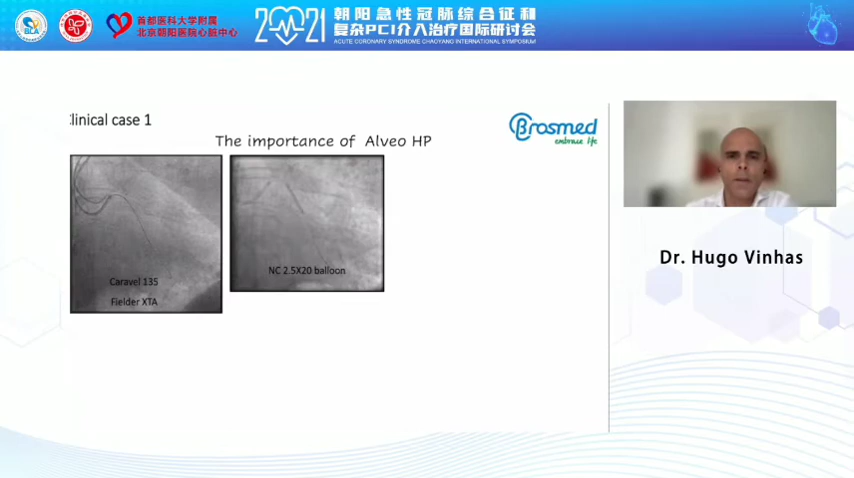 BLA
首都医科大学附属
北京朝阳医院心脏中心
2021
朝阳急性冠脉综合征和
复杂PCI介入治疗国际研讨会
ACUTE CORONARY SYNDROME CHAOYANG INTERNATIONAL SYMPOSIUM
linical case 1
The importance of Alveo HP
Brosmed
embrace life
Caravel 135
Fielder XTA
NC 2.5X20 balloon
Dr. Hugo Vinhas